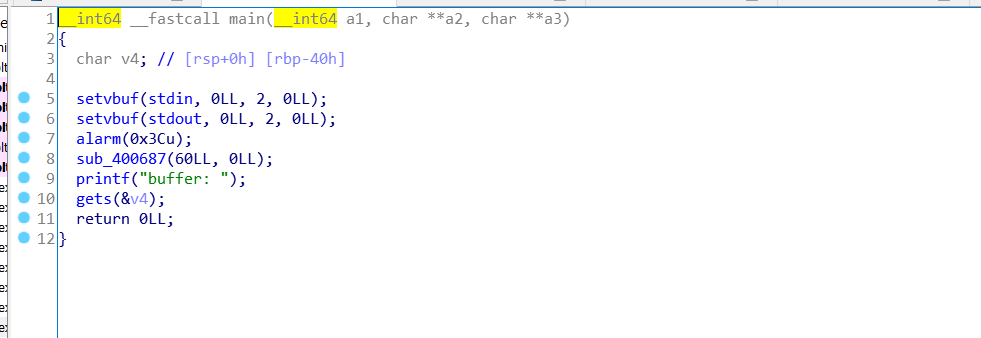 1 __int64 __fastcall main(__int64 a1, char **a2, char **a3)
2 {
3 char v4; // [rsp+0h] [rbp-40h]
4
5 setvbuf(stdin, 0LL, 2, 0LL);
6 setvbuf(stdout, 0LL, 2, 0LL);
7 alarm(0x3Cu);
8 sub_400687(60LL, 0LL);
9 printf("buffer: ");
10 gets(&v4);
11 return 0LL;
12 }